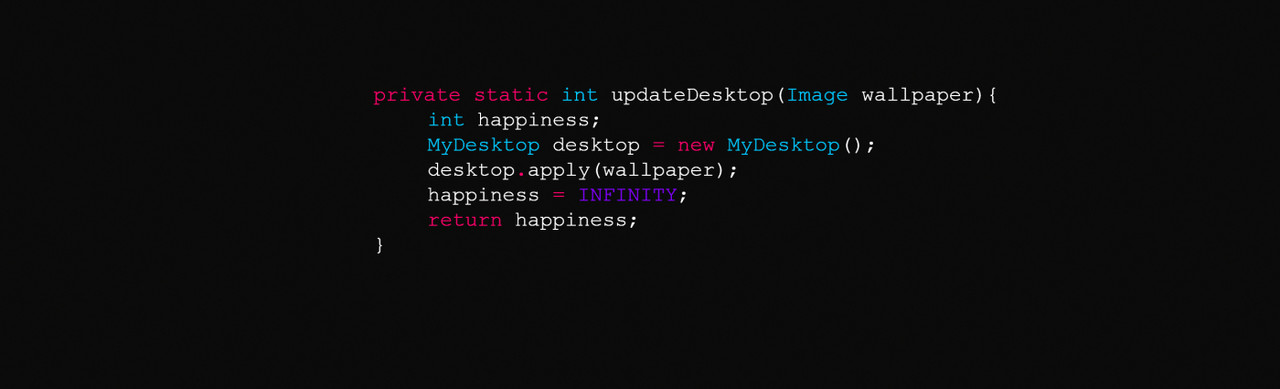 private static int updateDesktop(Image wallpaper){
    int happiness;
    MyDesktop desktop = new MyDesktop();
    desktop.apply(wallpaper);
    happiness = INFINITY;
    return happiness;
}